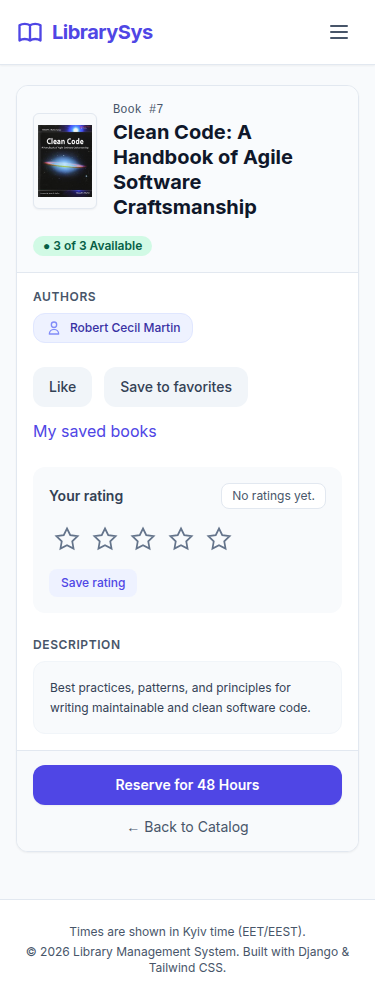 LibrarySys
Book #7
Clean Code
Clean Code: A
Handbook of Agile
Software
Craftsmanship
● 3 of 3 Available
AUTHORS
Robert Cecil Martin
Like
Save to favorites
My saved books
Your rating
No ratings yet.
Save rating
DESCRIPTION
Best practices, patterns, and principles for
writing maintainable and clean software code.
Reserve for 48 Hours
← Back to Catalog
Times are shown in Kyiv time (EET/EEST).
© 2026 Library Management System. Built with Django &
Tailwind CSS.